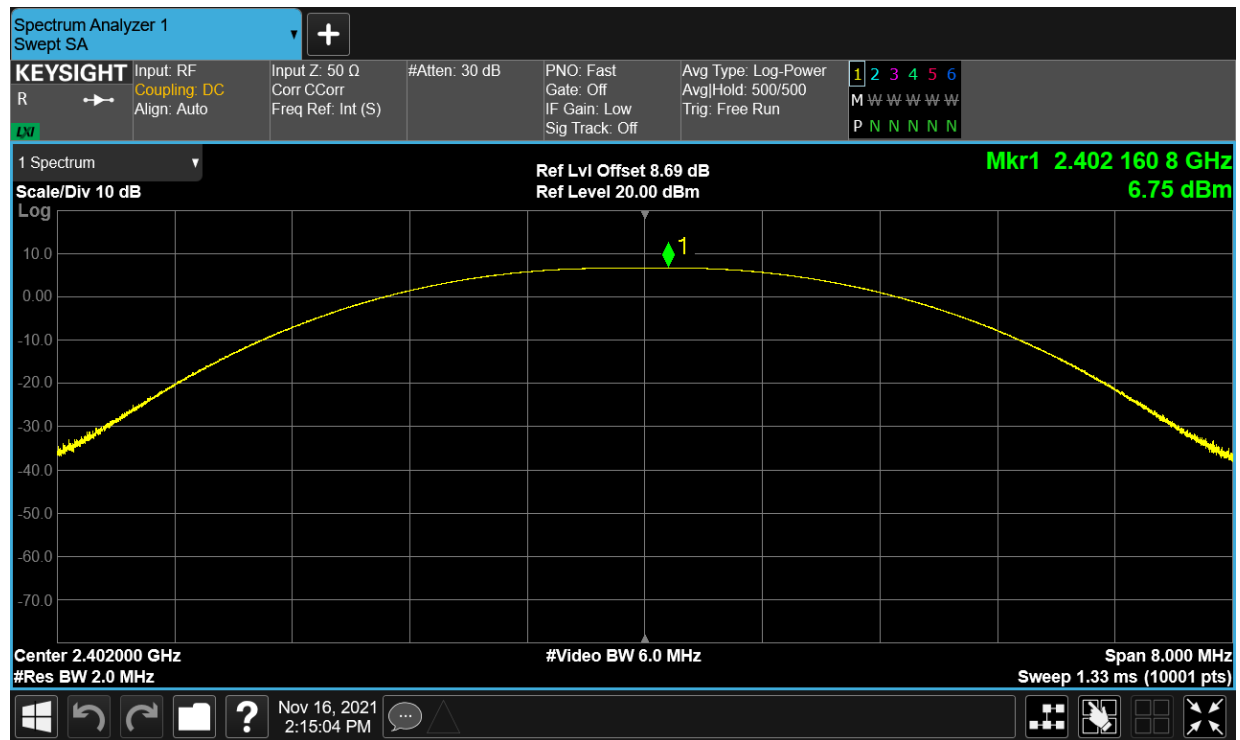 Spectrum Analyzer 1
Swept SA
+
KEYSIGHT
R
LXI
Input: RF
Coupling: DC
Align: Auto
Input Z: 50 Ω
Corr CCorr
Freq Ref: Int (S)
#Atten: 30 dB
PNO: Fast
Gate: Off
IF Gain: Low
Sig Track: Off
Avg Type: Log-Power
Avg|Hold: 500/500
Trig: Free Run
1 2 3 4 5 6
M W W W W W
P N N N N N
1 Spectrum
Scale/Div 10 dB
Ref Lvl Offset 8.69 dB
Ref Level 20.00 dBm
Mkr1 2.402 160 8 GHz
6.75 dBm
Log
1
10.0
0.00
-10.0
-20.0
-30.0
-40.0
-50.0
-60.0
-70.0
Center 2.402000 GHz
#Video BW 6.0 MHz
Span 8.000 MHz
#Res BW 2.0 MHz
Sweep 1.33 ms (10001 pts)
?
Nov 16, 2021
2:15:04 PM